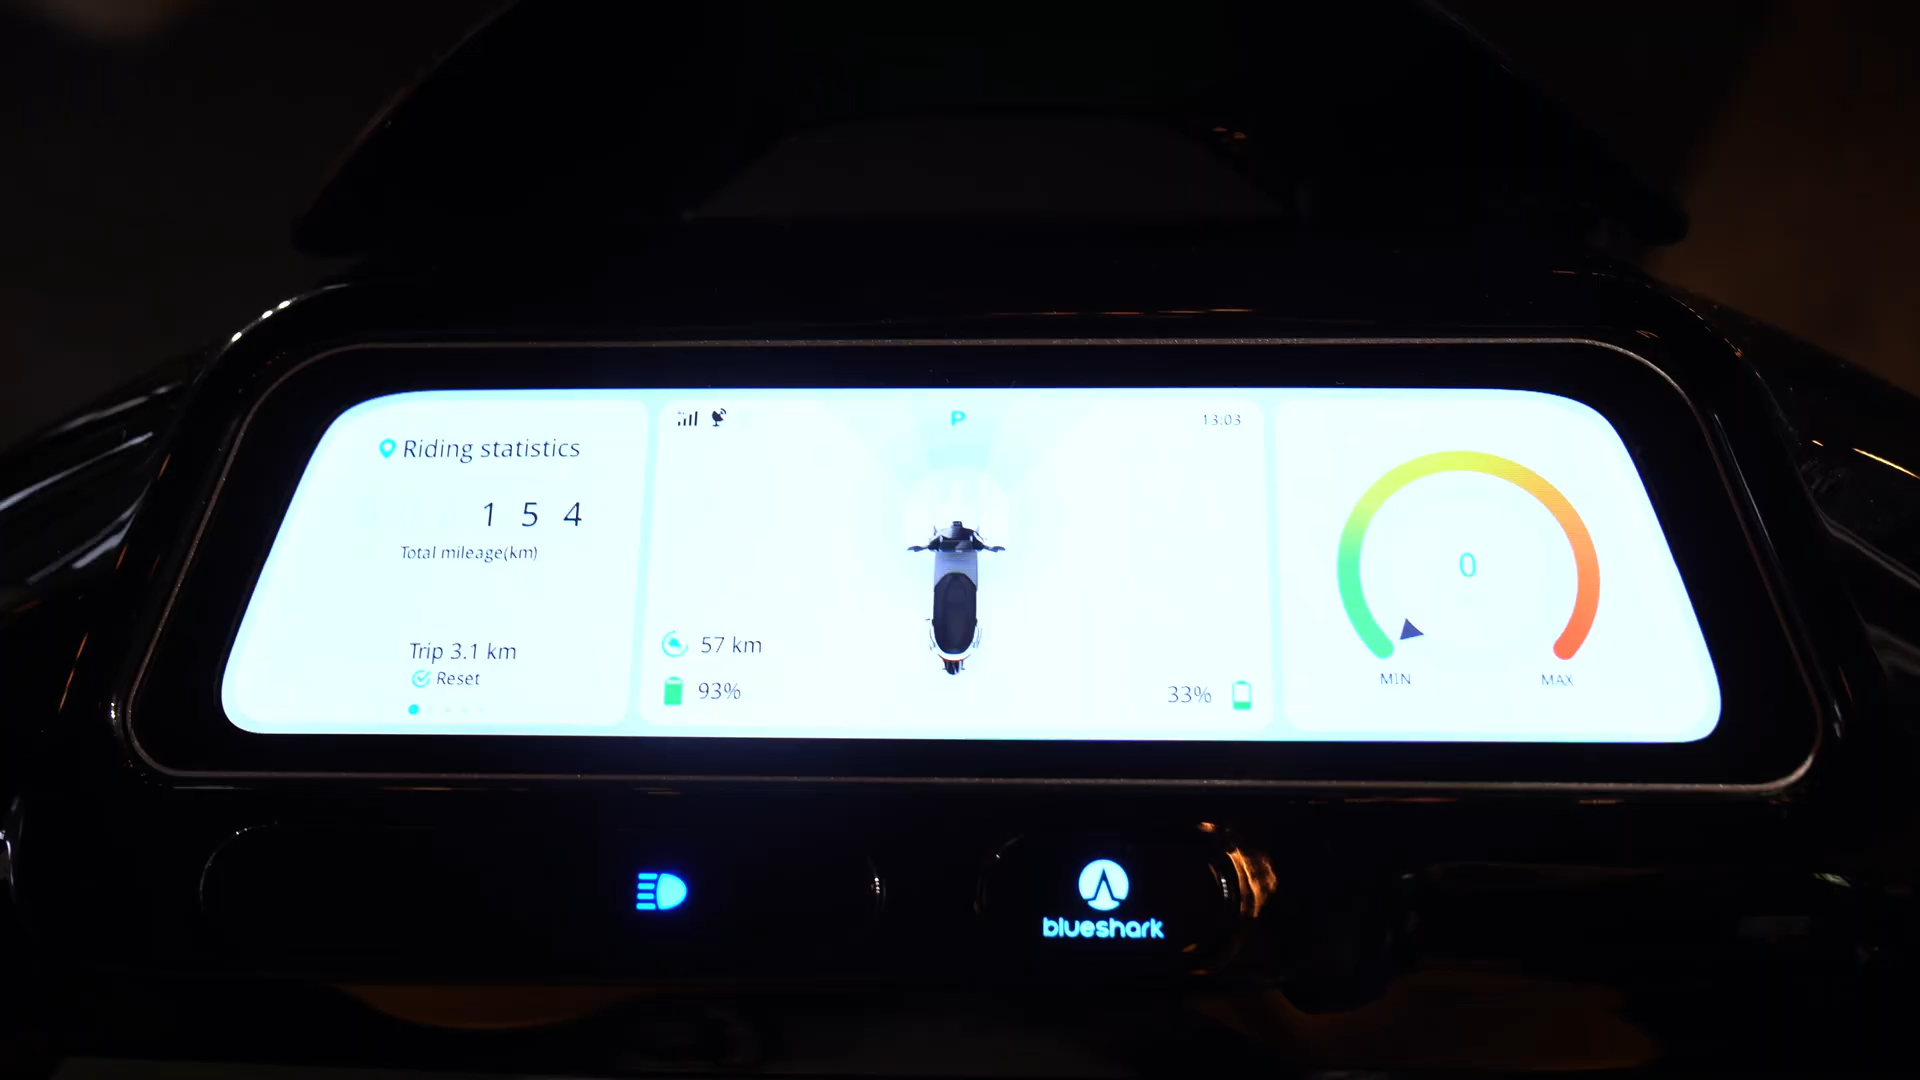 Riding statistics
1 5 4
Total mileage(km)
Trip 3.1 km
Reset
P
13:03
57 km
93%
33%
0
MIN
MAX
blueshark